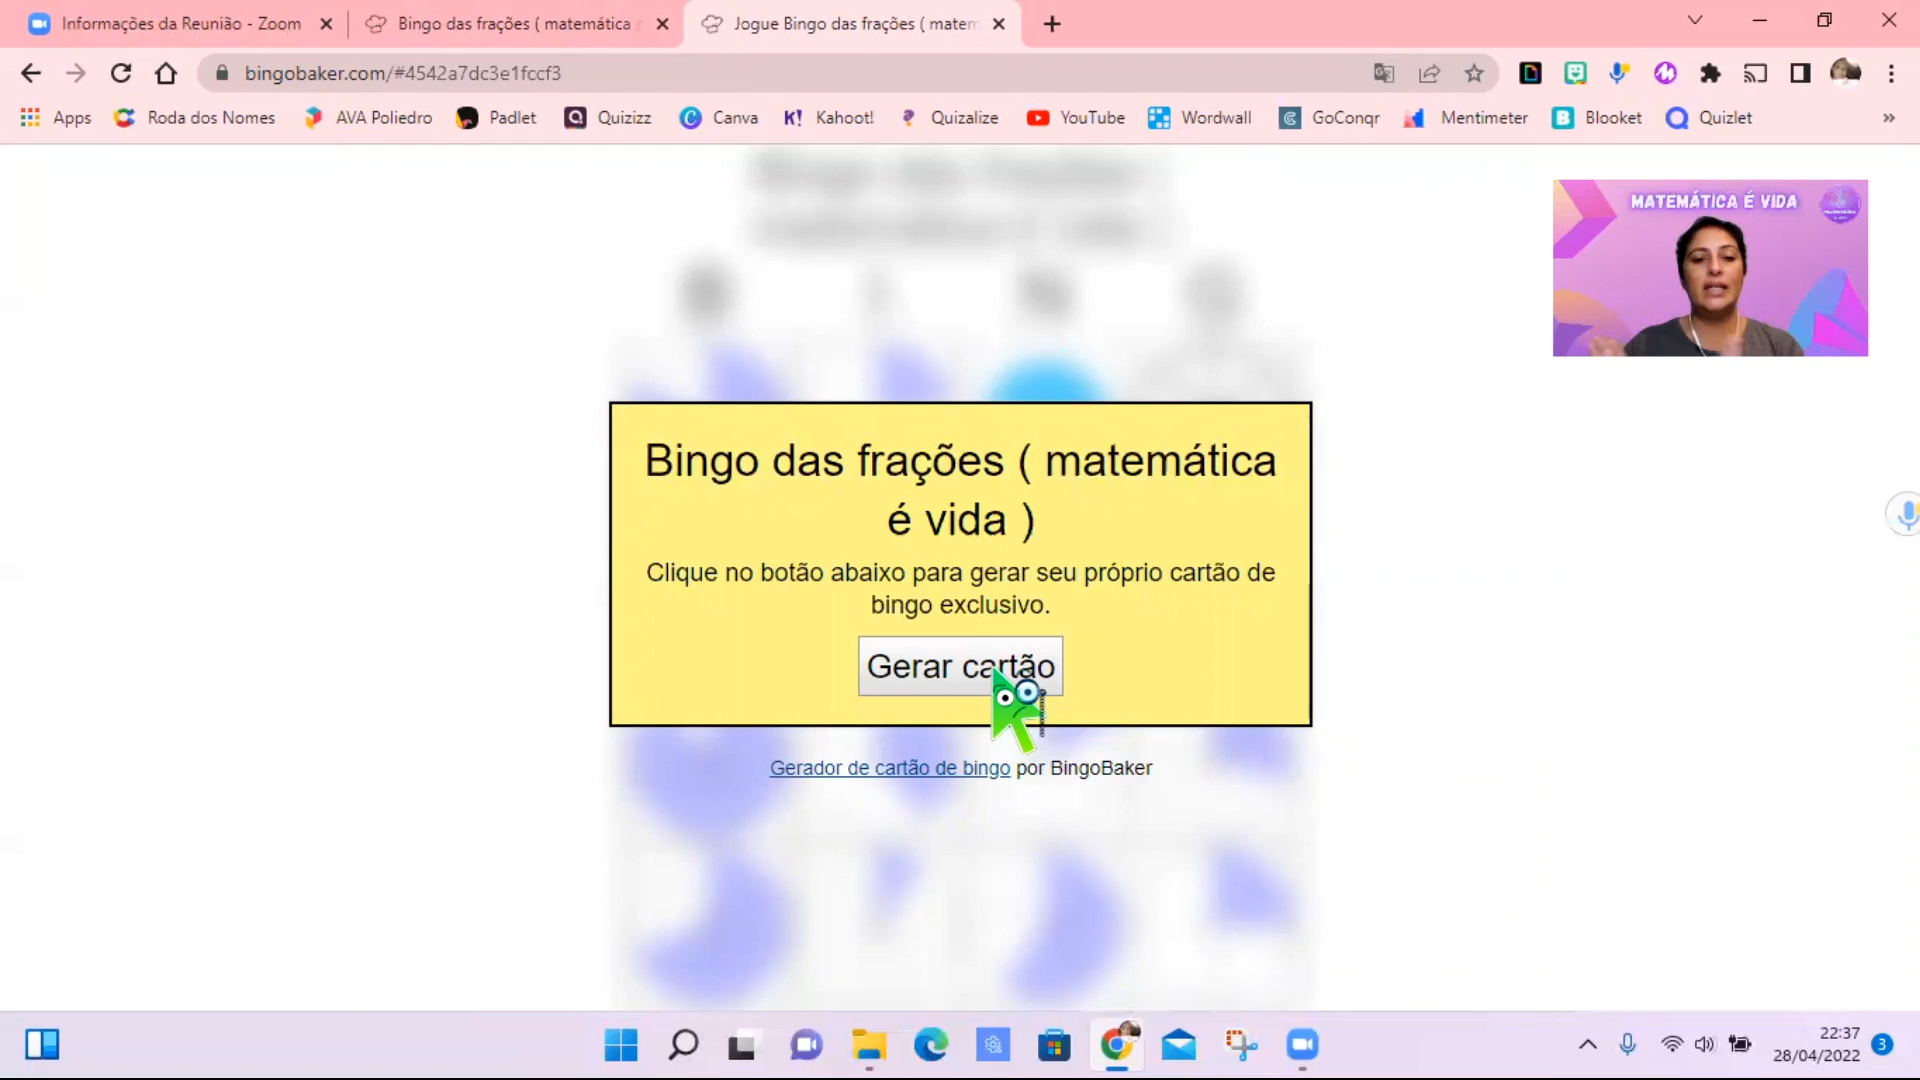 Informações da Reunião - Zoom
Bingo das frações ( matemática
Jogue Bingo das frações ( matem
bingobaker.com/#4542a7dc3e1fccf3
Apps
Roda dos Nomes
AVA Poliedro
Padlet
Quizizz
Canva
K! Kahoot!
Quizalize
YouTube
Wordwall
GoConqr
Mentimeter
Blooket
Quizlet
»
MATEMÁTICA É VIDA
Bingo das frações ( matemática
é vida )
Clique no botão abaixo para gerar seu próprio cartão de
bingo exclusivo.
Gerar cartão
Gerador de cartão de bingo por BingoBaker
22:37
28/04/2022
3